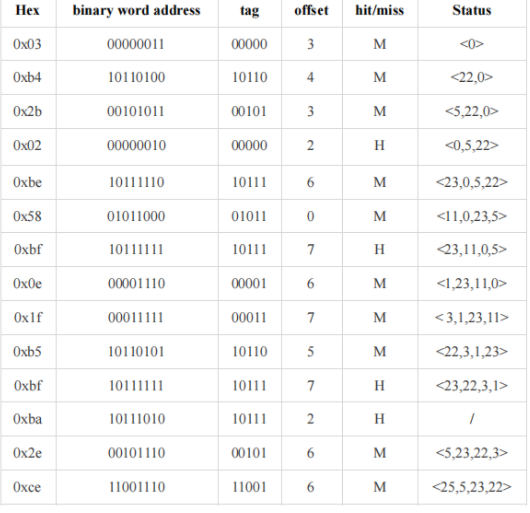 Hex binary word address tag offset hit/miss Status
0x03 00000011 00000 3 M <0>
0xb4 10110100 10110 4 M <22,0>
0x2b 00101011 00101 3 M <5,22,0>
0x02 00000010 00000 2 H <0,5,22>
0xbe 10111110 10111 6 M <23,0,5,22>
0x58 01011000 01011 0 M <11,0,23,5>
0xbf 10111111 10111 7 H <23,11,0,5>
0x0e 00001110 00001 6 M <1,23,11,0>
0x1f 00011111 00011 7 M <3,1,23,11>
0xb5 10110101 10110 5 M <22,3,1,23>
0xbf 10111111 10111 7 H <23,22,3,1>
0xba 10111010 10111 2 H /
0x2e 00101110 00101 6 M <5,23,22,3>
0xce 11001110 11001 6 M <25,5,23,22>